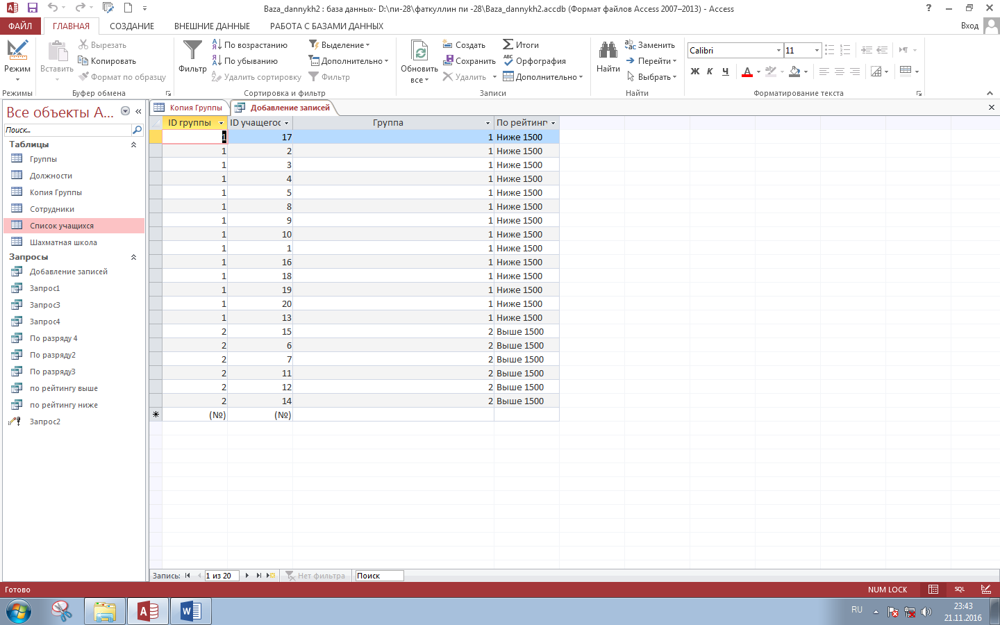 Baza_dannykh2 : база данных- D:\пи-28\фаткуллин пи -28\Baza_dannykh2.accdb (Формат файлов Access 2007–2013) - Access
ФАЙЛ ГЛАВНАЯ СОЗДАНИЕ ВНЕШНИЕ ДАННЫЕ РАБОТА С БАЗАМИ ДАННЫХ Вход
Режим
Режимы
Вставить
Вырезать
Копировать
Формат по образцу
Буфер обмена
Фильтр
По возрастанию
По убыванию
Удалить сортировку
Выделение
Дополнительно
Фильтр
Сортировка и фильтр
Обновить
все
Создать
Сохранить
Удалить
Итоги
Орфография
Дополнительно
Записи
Найти
Заменить
Перейти
Выбрать
Найти
Calibri 11
Ж К Ч
Форматирование текста
Все объекты A...
Поиск...
Таблицы
Группы
Должности
Копия Группы
Сотрудники
Список учащихся
Шахматная школа
Запросы
Добавление записей
Запрос1
Запрос3
Запрос4
По разряду 4
По разряду2
По разряду3
по рейтингу выше
по рейтингу ниже
Запрос2
Копия Группы Добавление записей
ID группы ID учащегос Группа По рейтинг
1 17 1 Ниже 1500
1 2 1 Ниже 1500
1 3 1 Ниже 1500
1 4 1 Ниже 1500
1 5 1 Ниже 1500
1 8 1 Ниже 1500
1 9 1 Ниже 1500
1 10 1 Ниже 1500
1 1 1 Ниже 1500
1 16 1 Ниже 1500
1 18 1 Ниже 1500
1 19 1 Ниже 1500
1 20 1 Ниже 1500
1 13 1 Ниже 1500
2 15 2 Выше 1500
2 6 2 Выше 1500
2 7 2 Выше 1500
2 11 2 Выше 1500
2 12 2 Выше 1500
2 14 2 Выше 1500
(№) (№)
Запись: 1 из 20 Нет фильтра Поиск
Готово NUM LOCK SQL
RU 23:43
21.11.2016